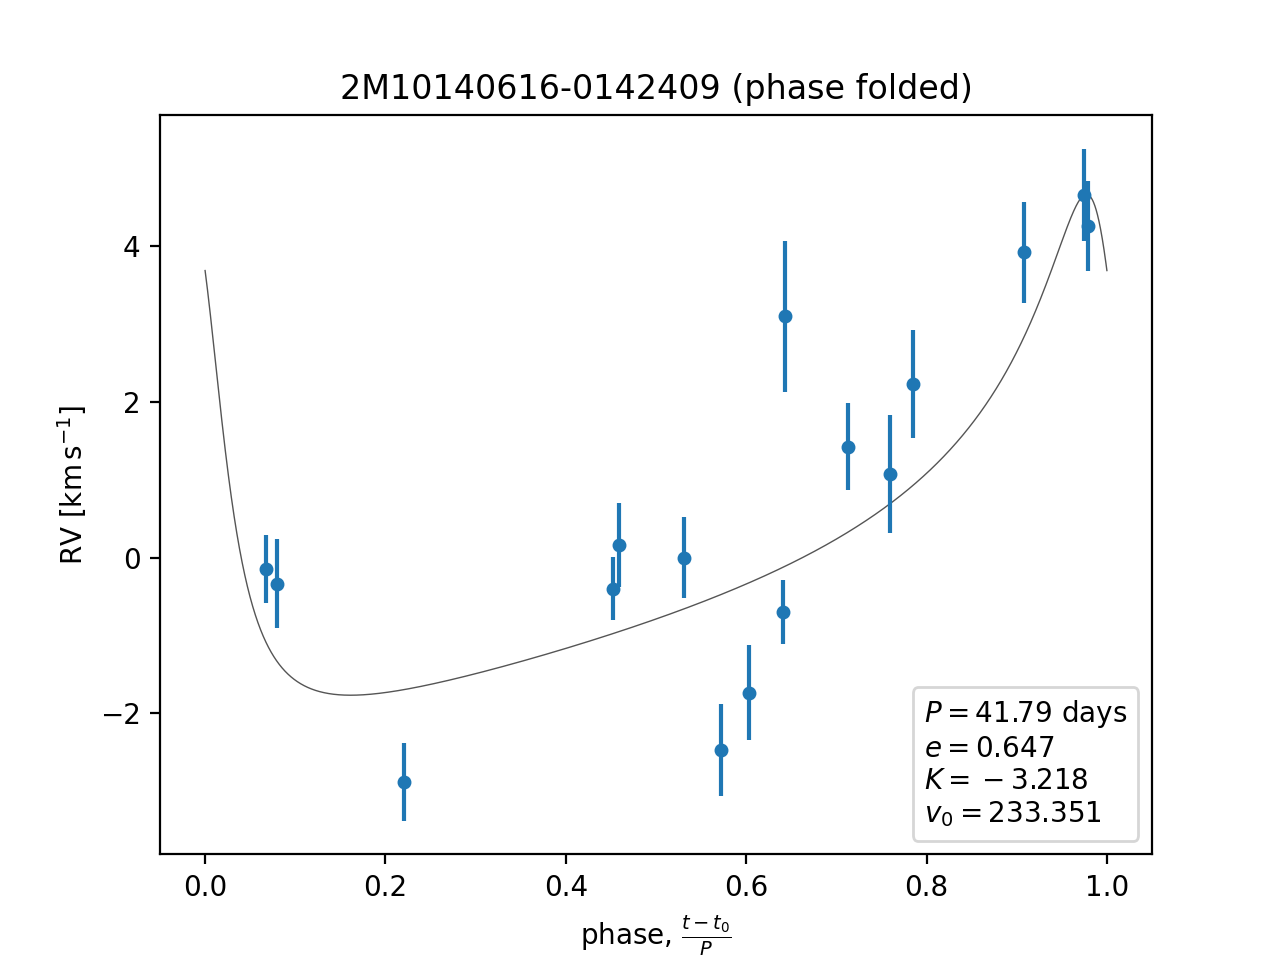 2M10140616-0142409 (phase folded)
RV [km s⁻¹]
4
2
0
−2
P = 41.79 days
e = 0.647
K = −3.218
v₀ = 233.351
0.0 0.2 0.4 0.6 0.8 1.0
phase, (t − t₀)/P